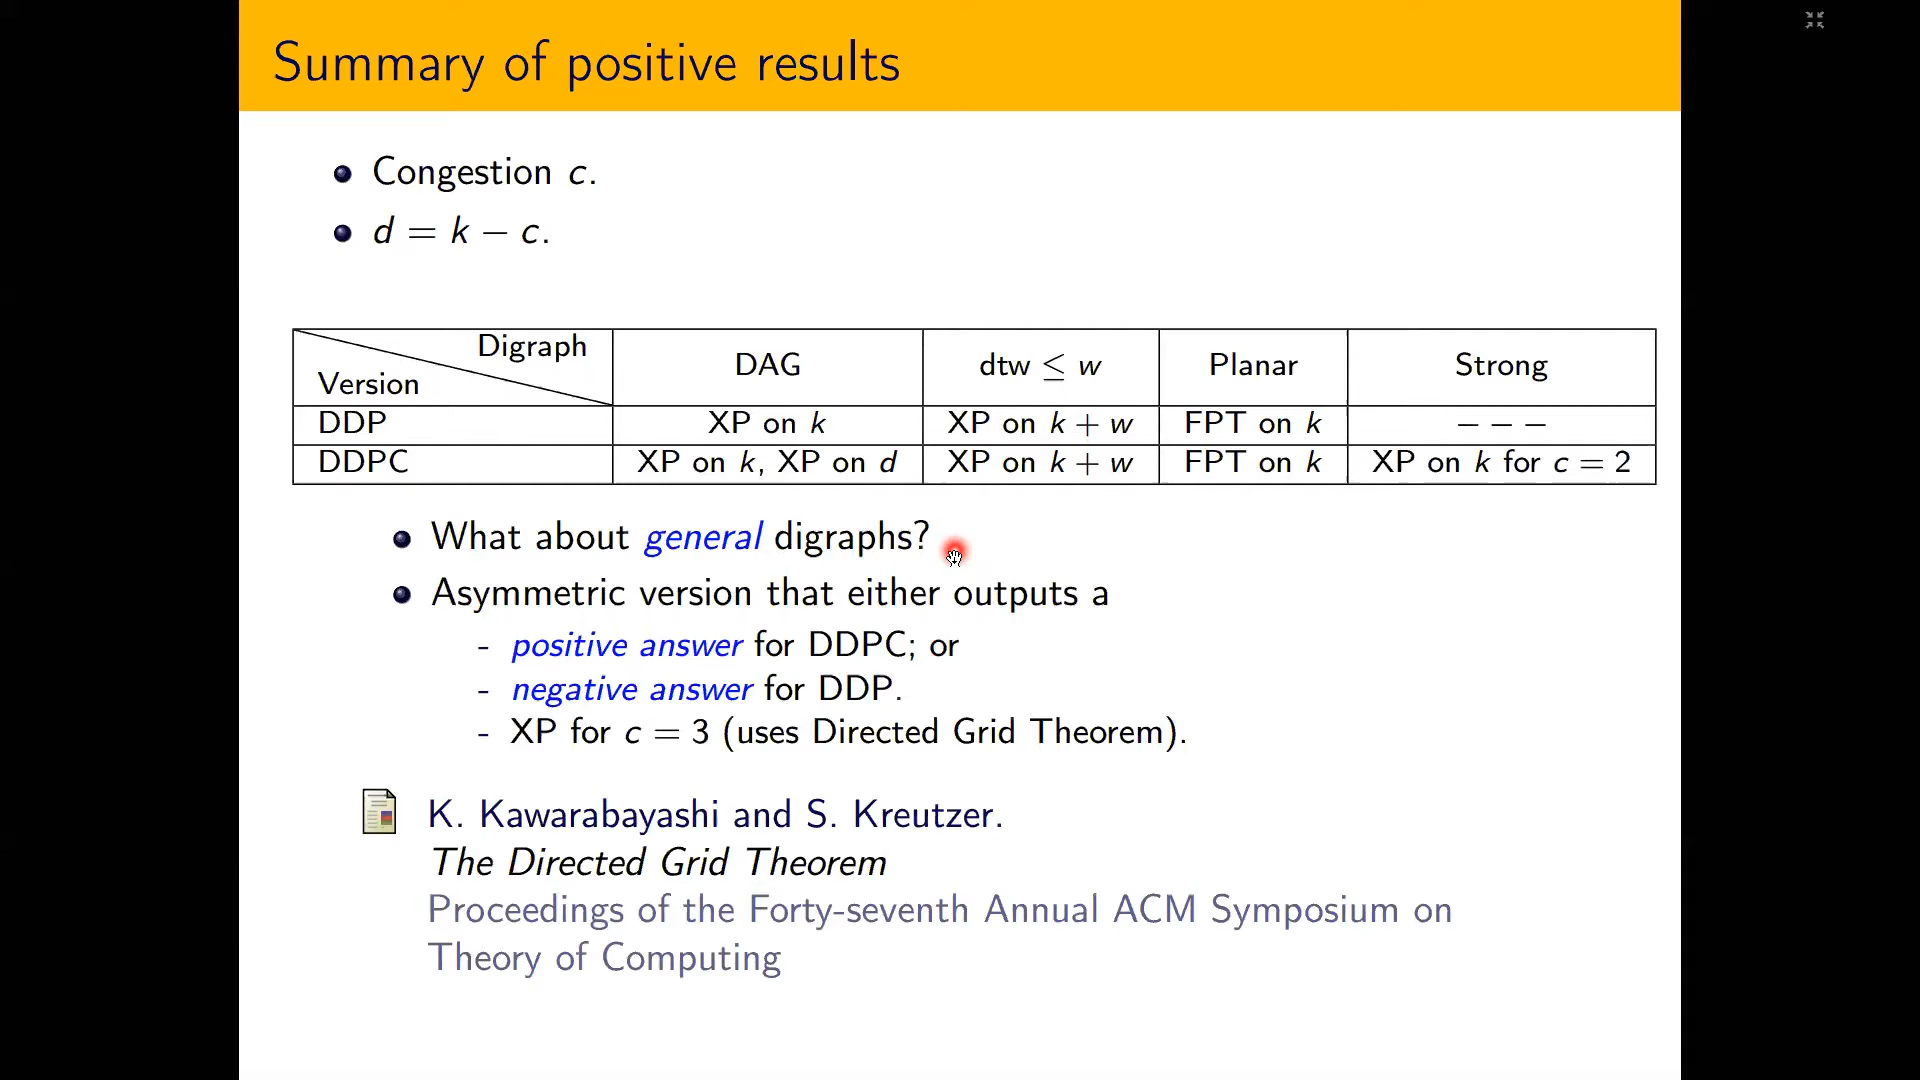 Summary of positive results
Congestion c.
d = k − c.
Digraph
Version
DAG
dtw ≤ w
Planar
Strong
DDP XP on k XP on k + w FPT on k − − −
DDPC XP on k, XP on d XP on k + w FPT on k XP on k for c = 2
What about general digraphs?
Asymmetric version that either outputs a
- positive answer for DDPC; or
- negative answer for DDP.
- XP for c = 3 (uses Directed Grid Theorem).
K. Kawarabayashi and S. Kreutzer.
The Directed Grid Theorem
Proceedings of the Forty-seventh Annual ACM Symposium on
Theory of Computing